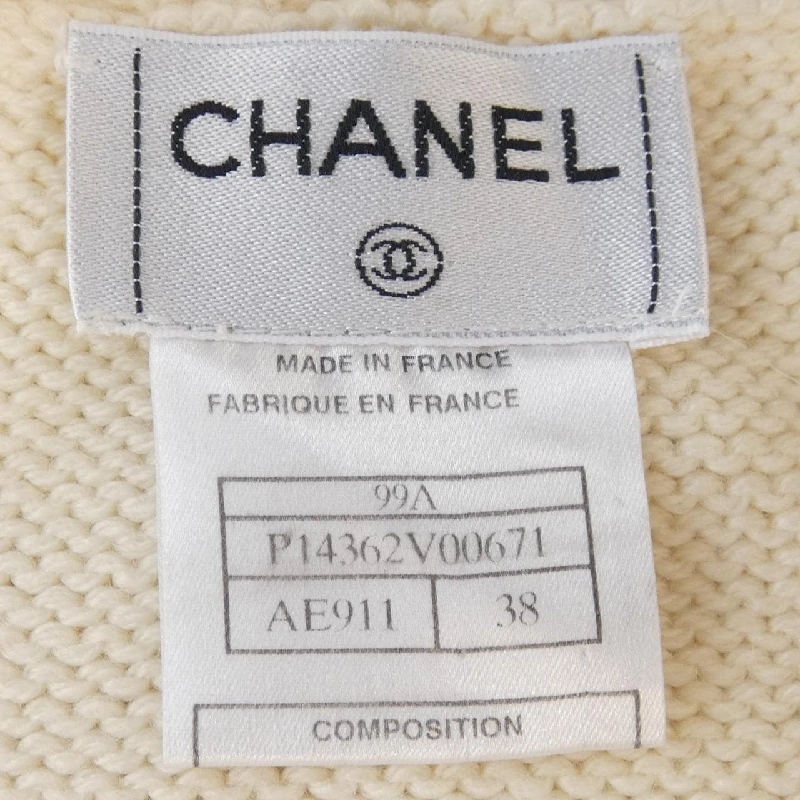 CHANEL
MADE IN FRANCE
FABRIQUE EN FRANCE
99A
P14362V00671
AE911 38
COMPOSITION